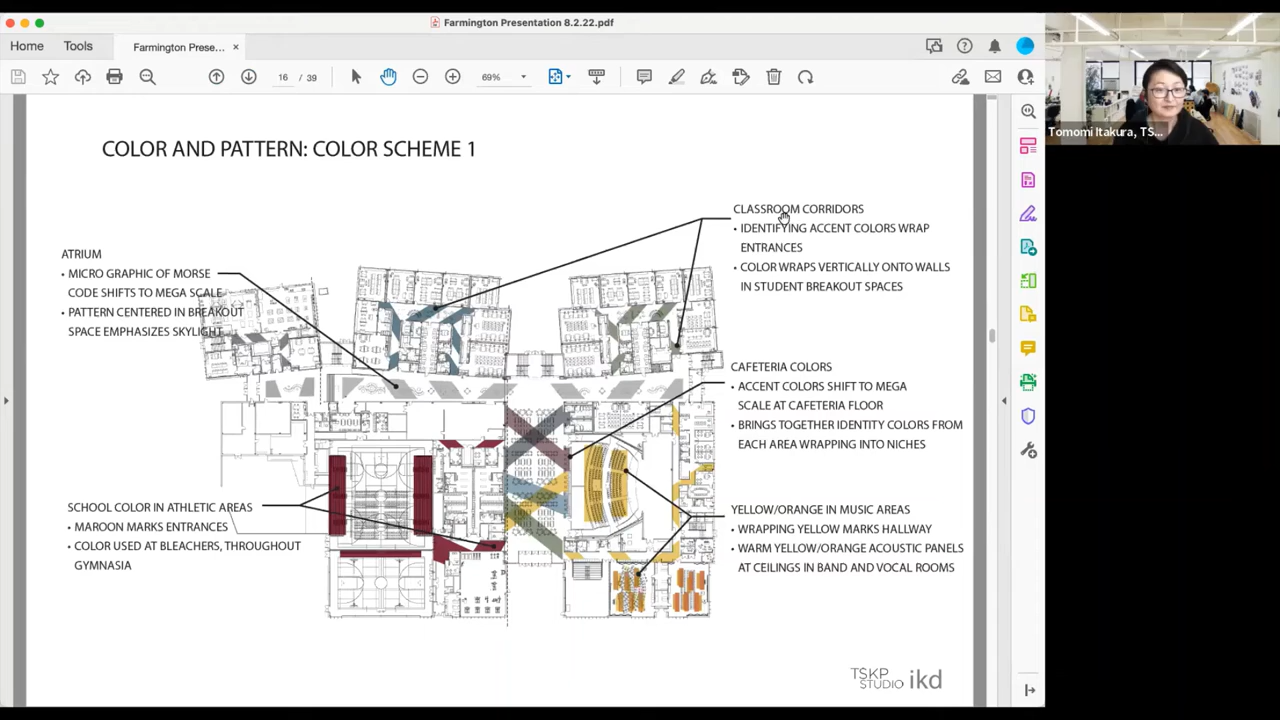 Farmington Presentation 8.2.22.pdf
Home
Tools
Farmington Prese...
16 / 39
69%
Tomomi Itakura, TS...
COLOR AND PATTERN: COLOR SCHEME 1
CLASSROOM CORRIDORS
• IDENTIFYING ACCENT COLORS WRAP
ENTRANCES
• COLOR WRAPS VERTICALLY ONTO WALLS
IN STUDENT BREAKOUT SPACES
ATRIUM
• MICRO GRAPHIC OF MORSE
CODE SHIFTS TO MEGA SCALE
• PATTERN CENTERED IN BREAKOUT
SPACE EMPHASIZES SKYLIGHT
CAFETERIA COLORS
• ACCENT COLORS SHIFT TO MEGA
SCALE AT CAFETERIA FLOOR
• BRINGS TOGETHER IDENTITY COLORS FROM
EACH AREA WRAPPING INTO NICHES
SCHOOL COLOR IN ATHLETIC AREAS
• MAROON MARKS ENTRANCES
• COLOR USED AT BLEACHERS, THROUGHOUT
GYMNASIA
YELLOW/ORANGE IN MUSIC AREAS
• WRAPPING YELLOW MARKS HALLWAY
• WARM YELLOW/ORANGE ACOUSTIC PANELS
AT CEILINGS IN BAND AND VOCAL ROOMS
TSKP
STUDIO
ikd